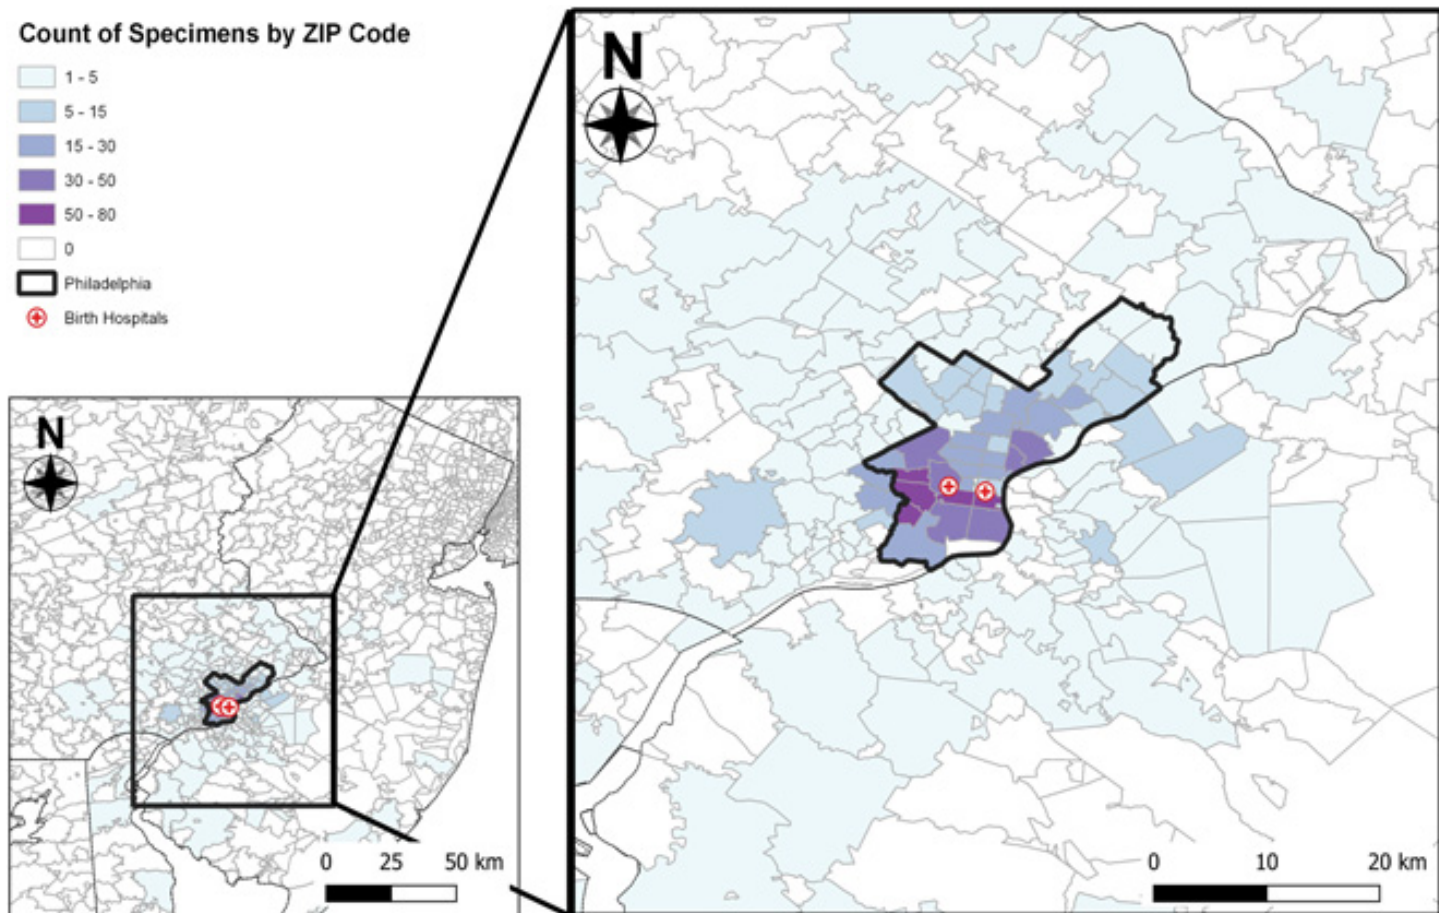 Count of Specimens by ZIP Code
1 - 5
5 - 15
15 - 30
30 - 50
50 - 80
0
Philadelphia
Birth Hospitals
N
0 25 50 km
N
0 10 20 km